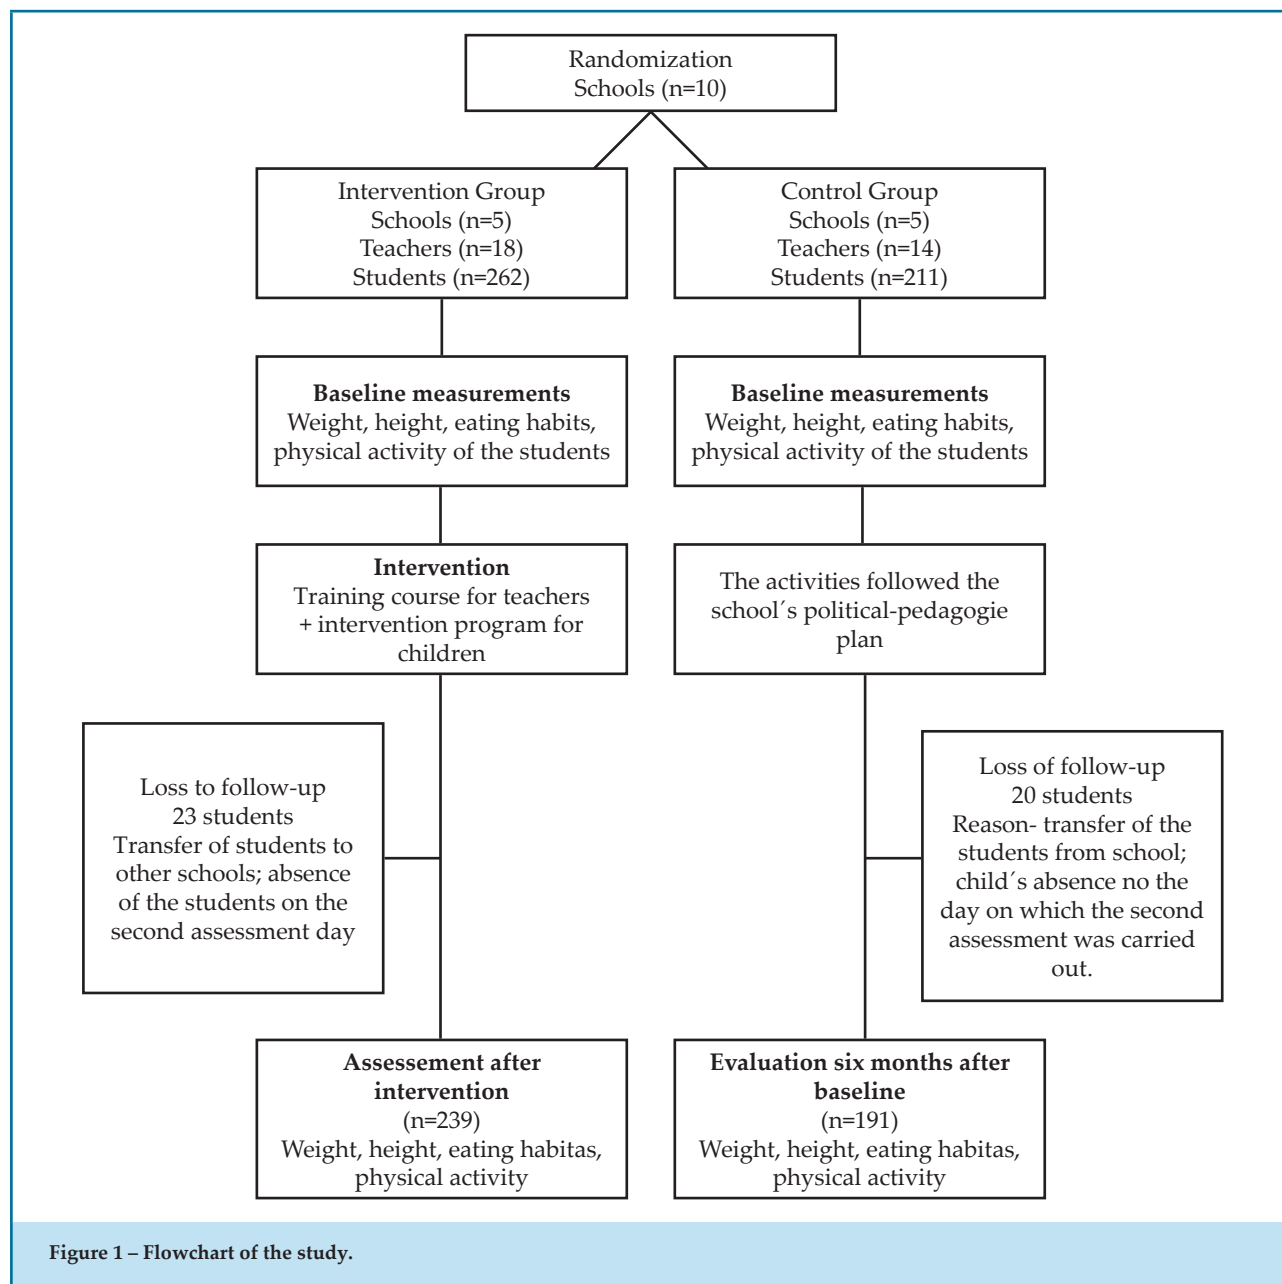 Randomization
Schools (n=10)
Intervention Group
Schools (n=5)
Teachers (n=18)
Students (n=262)
Control Group
Schools (n=5)
Teachers (n=14)
Students (n=211)
Baseline measurements
Weight, height, eating habits,
physical activity of the students
Baseline measurements
Weight, height, eating habits,
physical activity of the students
Intervention
Training course for teachers
+ intervention program for
children
The activities followed the
school´s political-pedagogie
plan
Loss to follow-up
23 students
Transfer of students to
other schools; absence
of the students on the
second assessment day
Loss of follow-up
20 students
Reason- transfer of the
students from school;
child´s absence no the
day on which the second
assessment was carried
out.
Assessement after
intervention
(n=239)
Weight, height, eating habitas,
physical activity
Evaluation six months after
baseline
(n=191)
Weight, height, eating habitas,
physical activity
Figure 1 – Flowchart of the study.